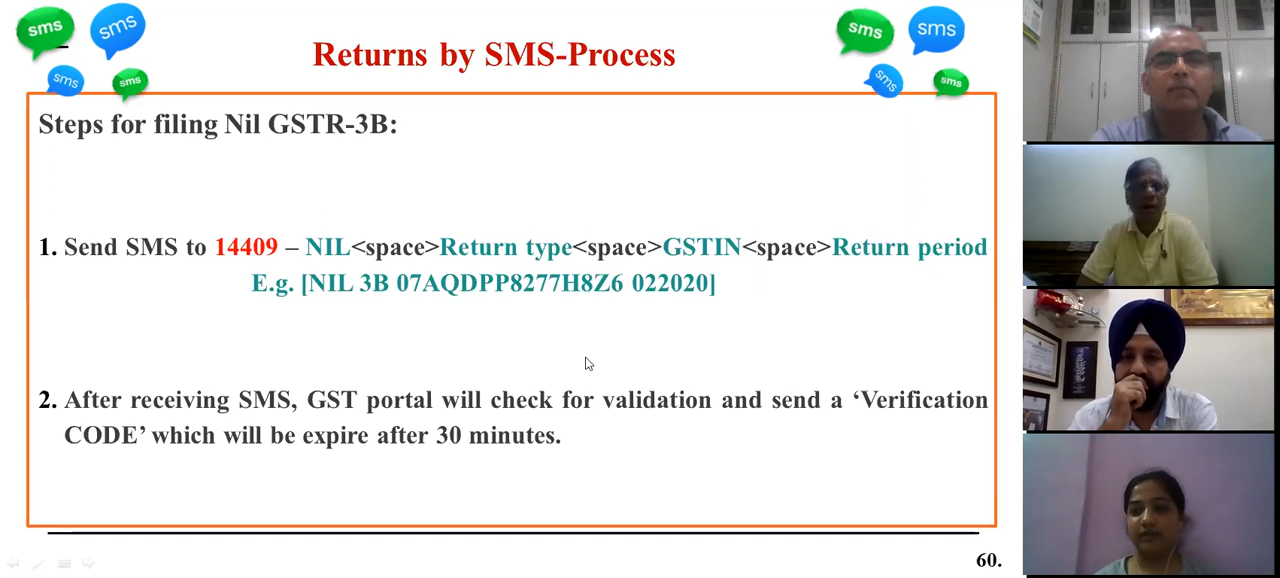 sms sms sms sms
sms sms sms sms
Returns by SMS-Process
Steps for filing Nil GSTR-3B:
1. Send SMS to 14409 – NIL<space>Return type<space>GSTIN<space>Return period
E.g. [NIL 3B 07AQDPP8277H8Z6 022020]
2. After receiving SMS, GST portal will check for validation and send a ‘Verification
CODE’ which will be expire after 30 minutes.
60.